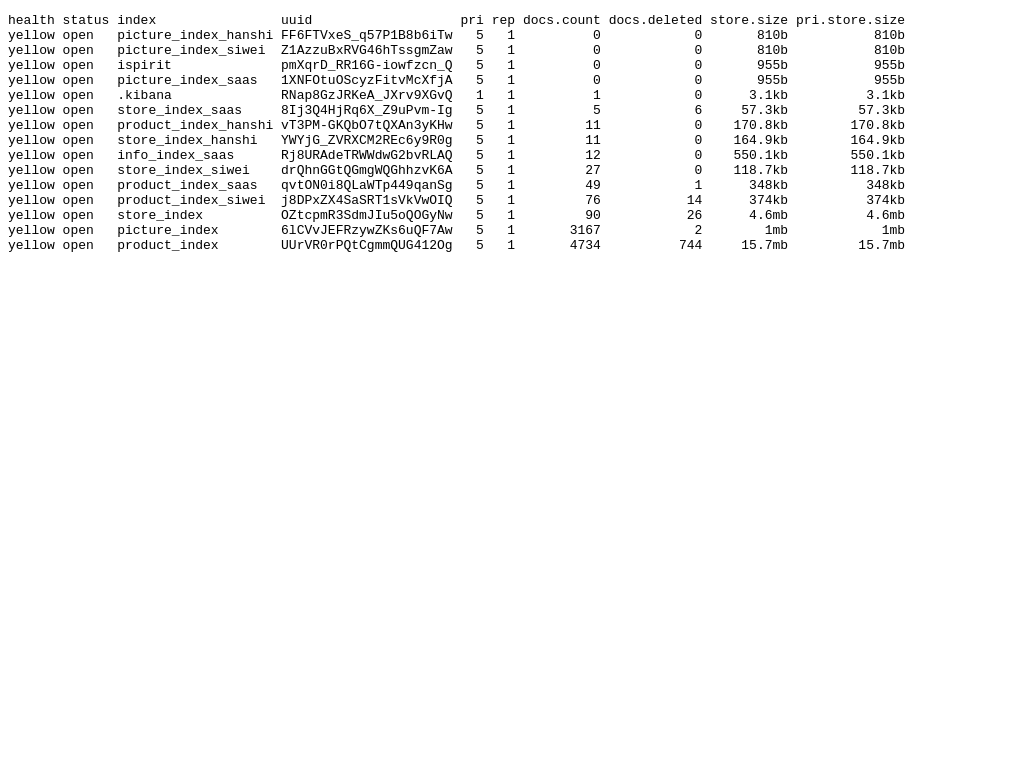 health status index                uuid                   pri rep docs.count docs.deleted store.size pri.store.size
yellow open   picture_index_hanshi FF6FTVxeS_q57P1B8b6iTw   5   1          0            0       810b           810b
yellow open   picture_index_siwei  Z1AzzuBxRVG46hTssgmZaw   5   1          0            0       810b           810b
yellow open   ispirit              pmXqrD_RR16G-iowfzcn_Q   5   1          0            0       955b           955b
yellow open   picture_index_saas   1XNFOtuOScyzFitvMcXfjA   5   1          0            0       955b           955b
yellow open   .kibana              RNap8GzJRKeA_JXrv9XGvQ   1   1          1            0      3.1kb          3.1kb
yellow open   store_index_saas     8Ij3Q4HjRq6X_Z9uPvm-Ig   5   1          5            6     57.3kb         57.3kb
yellow open   product_index_hanshi vT3PM-GKQbO7tQXAn3yKHw   5   1         11            0    170.8kb        170.8kb
yellow open   store_index_hanshi   YWYjG_ZVRXCM2REc6y9R0g   5   1         11            0    164.9kb        164.9kb
yellow open   info_index_saas      Rj8URAdeTRWWdwG2bvRLAQ   5   1         12            0    550.1kb        550.1kb
yellow open   store_index_siwei    drQhnGGtQGmgWQGhhzvK6A   5   1         27            0    118.7kb        118.7kb
yellow open   product_index_saas   qvtON0i8QLaWTp449qanSg   5   1         49            1      348kb          348kb
yellow open   product_index_siwei  j8DPxZX4SaSRT1sVkVwOIQ   5   1         76           14      374kb          374kb
yellow open   store_index          OZtcpmR3SdmJIu5oQOGyNw   5   1         90           26      4.6mb          4.6mb
yellow open   picture_index        6lCVvJEFRzywZKs6uQF7Aw   5   1       3167            2        1mb            1mb
yellow open   product_index        UUrVR0rPQtCgmmQUG412Og   5   1       4734          744     15.7mb         15.7mb